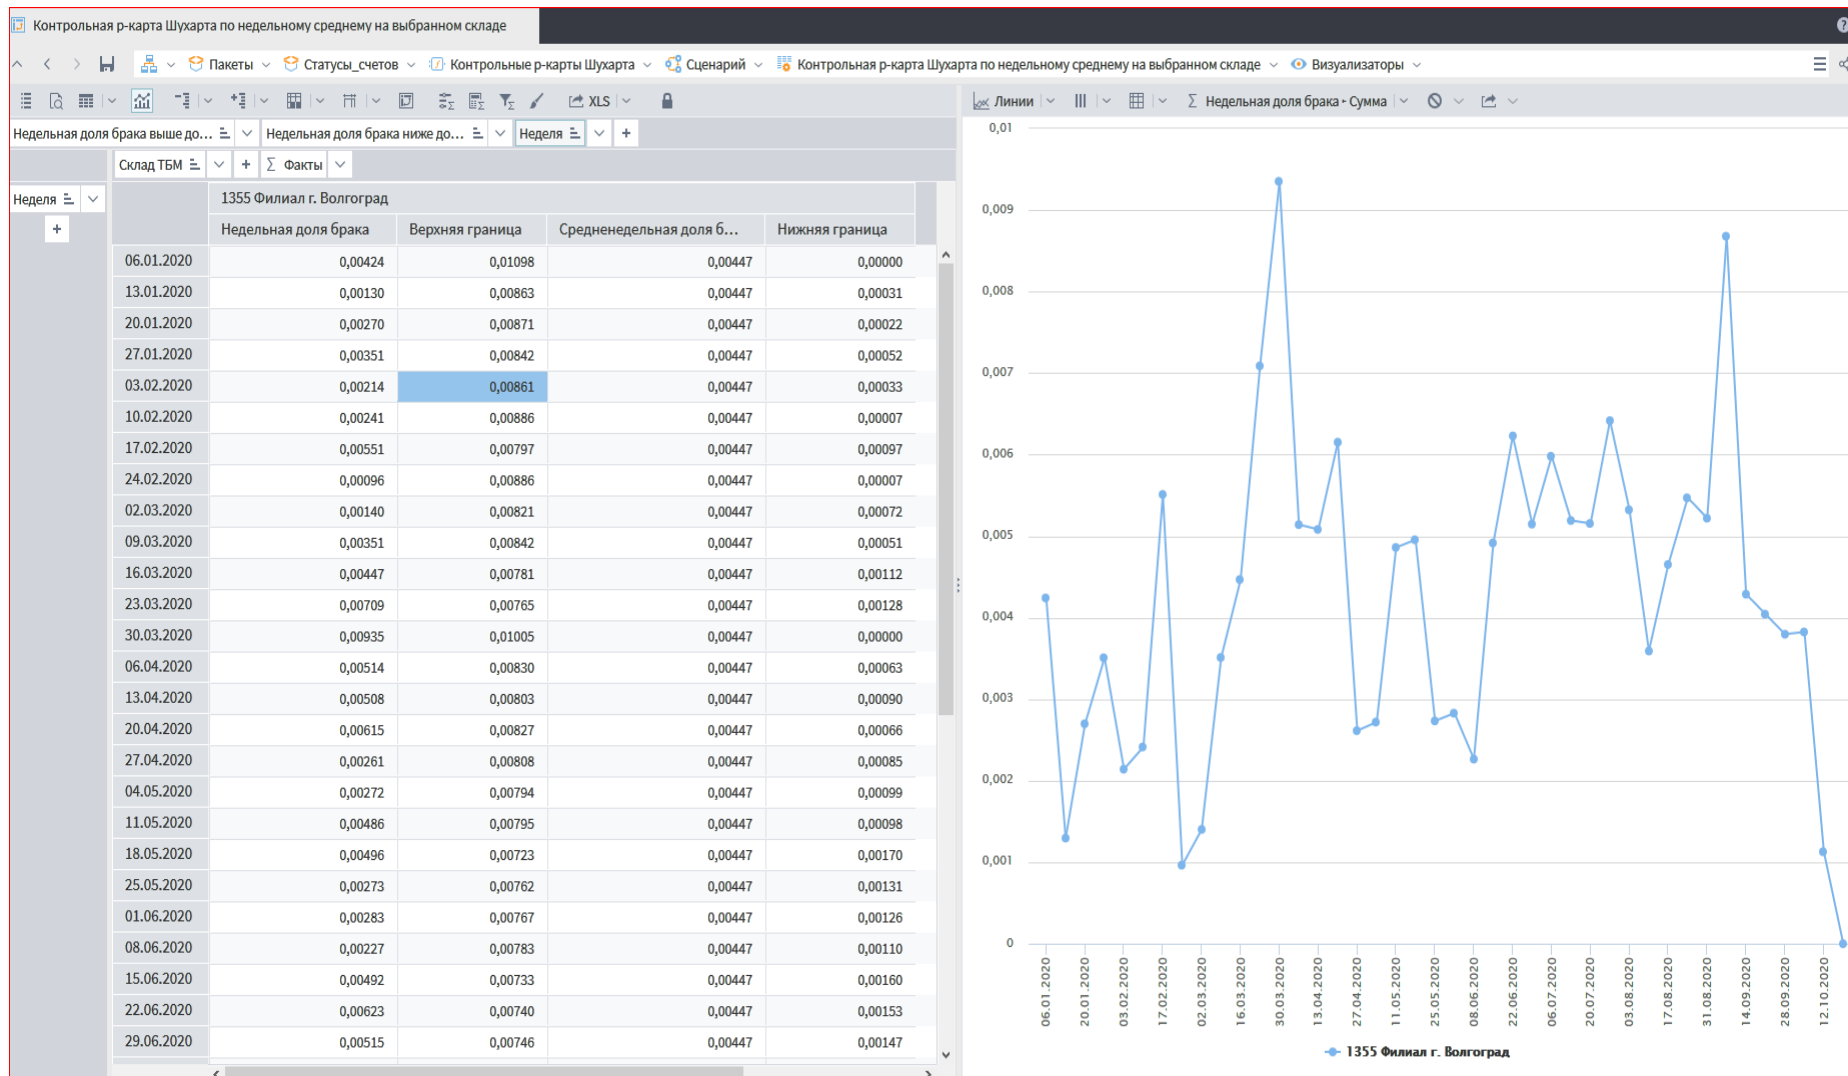 Контрольная р-карта Шухарта по недельному среднему на выбранном складе
Пакеты Статусы_счетов Контрольные р-карты Шухарта Сценарий Контрольная р-карта Шухарта по недельному среднему на выбранном складе Визуализаторы
XLS
Недельная доля брака выше до... Недельная доля брака ниже до... Неделя +
Склад ТБМ + Σ Факты
Неделя
+
1355 Филиал г. Волгоград
Недельная доля брака Верхняя граница Средненедельная доля б... Нижняя граница
06.01.2020 0,00424 0,01098 0,00447 0,00000
13.01.2020 0,00130 0,00863 0,00447 0,00031
20.01.2020 0,00270 0,00871 0,00447 0,00022
27.01.2020 0,00351 0,00842 0,00447 0,00052
03.02.2020 0,00214 0,00861 0,00447 0,00033
10.02.2020 0,00241 0,00886 0,00447 0,00007
17.02.2020 0,00551 0,00797 0,00447 0,00097
24.02.2020 0,00096 0,00886 0,00447 0,00007
02.03.2020 0,00140 0,00821 0,00447 0,00072
09.03.2020 0,00351 0,00842 0,00447 0,00051
16.03.2020 0,00447 0,00781 0,00447 0,00112
23.03.2020 0,00709 0,00765 0,00447 0,00128
30.03.2020 0,00935 0,01005 0,00447 0,00000
06.04.2020 0,00514 0,00830 0,00447 0,00063
13.04.2020 0,00508 0,00803 0,00447 0,00090
20.04.2020 0,00615 0,00827 0,00447 0,00066
27.04.2020 0,00261 0,00808 0,00447 0,00085
04.05.2020 0,00272 0,00794 0,00447 0,00099
11.05.2020 0,00486 0,00795 0,00447 0,00098
18.05.2020 0,00496 0,00723 0,00447 0,00170
25.05.2020 0,00273 0,00762 0,00447 0,00131
01.06.2020 0,00283 0,00767 0,00447 0,00126
08.06.2020 0,00227 0,00783 0,00447 0,00110
15.06.2020 0,00492 0,00733 0,00447 0,00160
22.06.2020 0,00623 0,00740 0,00447 0,00153
29.06.2020 0,00515 0,00746 0,00447 0,00147
Линии Σ Недельная доля брака ▸ Сумма
0,01
0,009
0,008
0,007
0,006
0,005
0,004
0,003
0,002
0,001
0
06.01.2020
20.01.2020
03.02.2020
17.02.2020
02.03.2020
16.03.2020
30.03.2020
13.04.2020
27.04.2020
11.05.2020
25.05.2020
08.06.2020
22.06.2020
06.07.2020
20.07.2020
03.08.2020
17.08.2020
31.08.2020
14.09.2020
28.09.2020
12.10.2020
1355 Филиал г. Волгоград